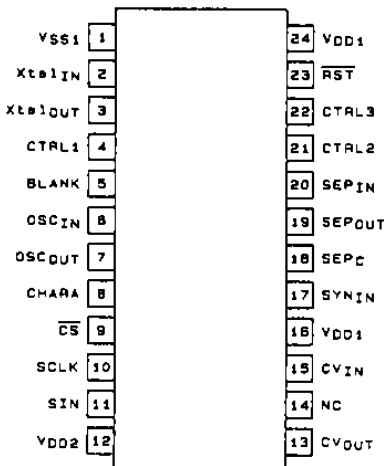 VSS1 1 24 VDD1
XtalIN 2 23 RST
XtalOUT 3 22 CTRL3
CTRL1 4 21 CTRL2
BLANK 5 20 SEPIN
OSCIN 6 19 SEPOUT
OSCOUT 7 18 SEPC
CHARA 8 17 SYNIN
CS 9 16 VDD1
SCLK 10 15 CVIN
SIN 11 14 NC
VDD2 12 13 CVOUT